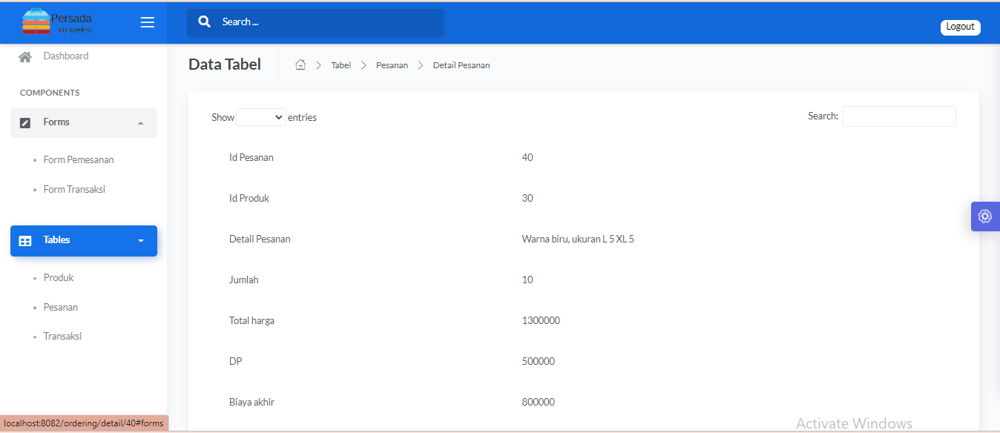 Persada
konveksi
Search ...
Logout
Dashboard
COMPONENTS
Forms
Form Pemesanan
Form Transaksi
Tables
Produk
Pesanan
Transaksi
Data Tabel
Tabel
Pesanan
Detail Pesanan
Show entries
Search:
Id Pesanan 40
Id Produk 30
Detail Pesanan Warna biru, ukuran L 5 XL 5
Jumlah 10
Total harga 1300000
DP 500000
Biaya akhir 800000
localhost:8082/ordering/detail/40#forms
Activate Windows